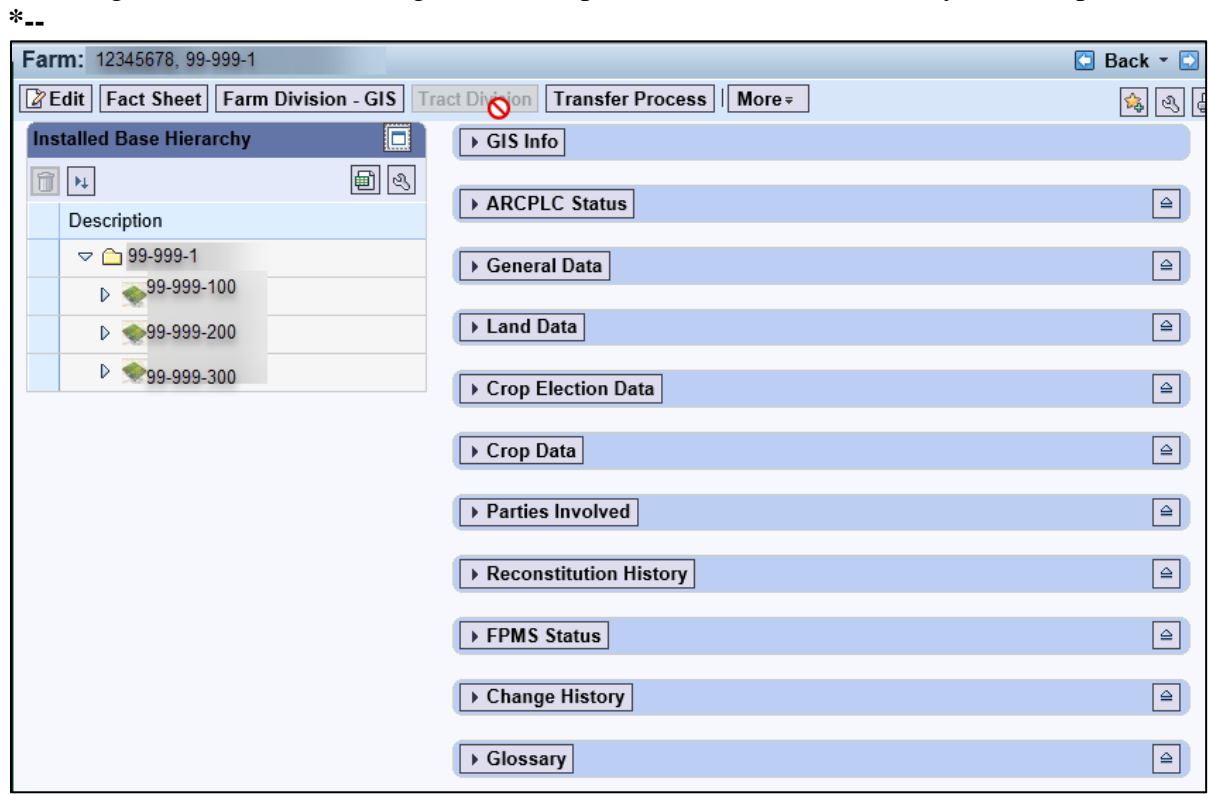 *--
Farm: 12345678, 99-999-1 Back
Edit Fact Sheet Farm Division - GIS Tract Division Transfer Process | More
Installed Base Hierarchy
Description
99-999-1
99-999-100
99-999-200
99-999-300
GIS Info
ARCPLC Status
General Data
Land Data
Crop Election Data
Crop Data
Parties Involved
Reconstitution History
FPMS Status
Change History
Glossary